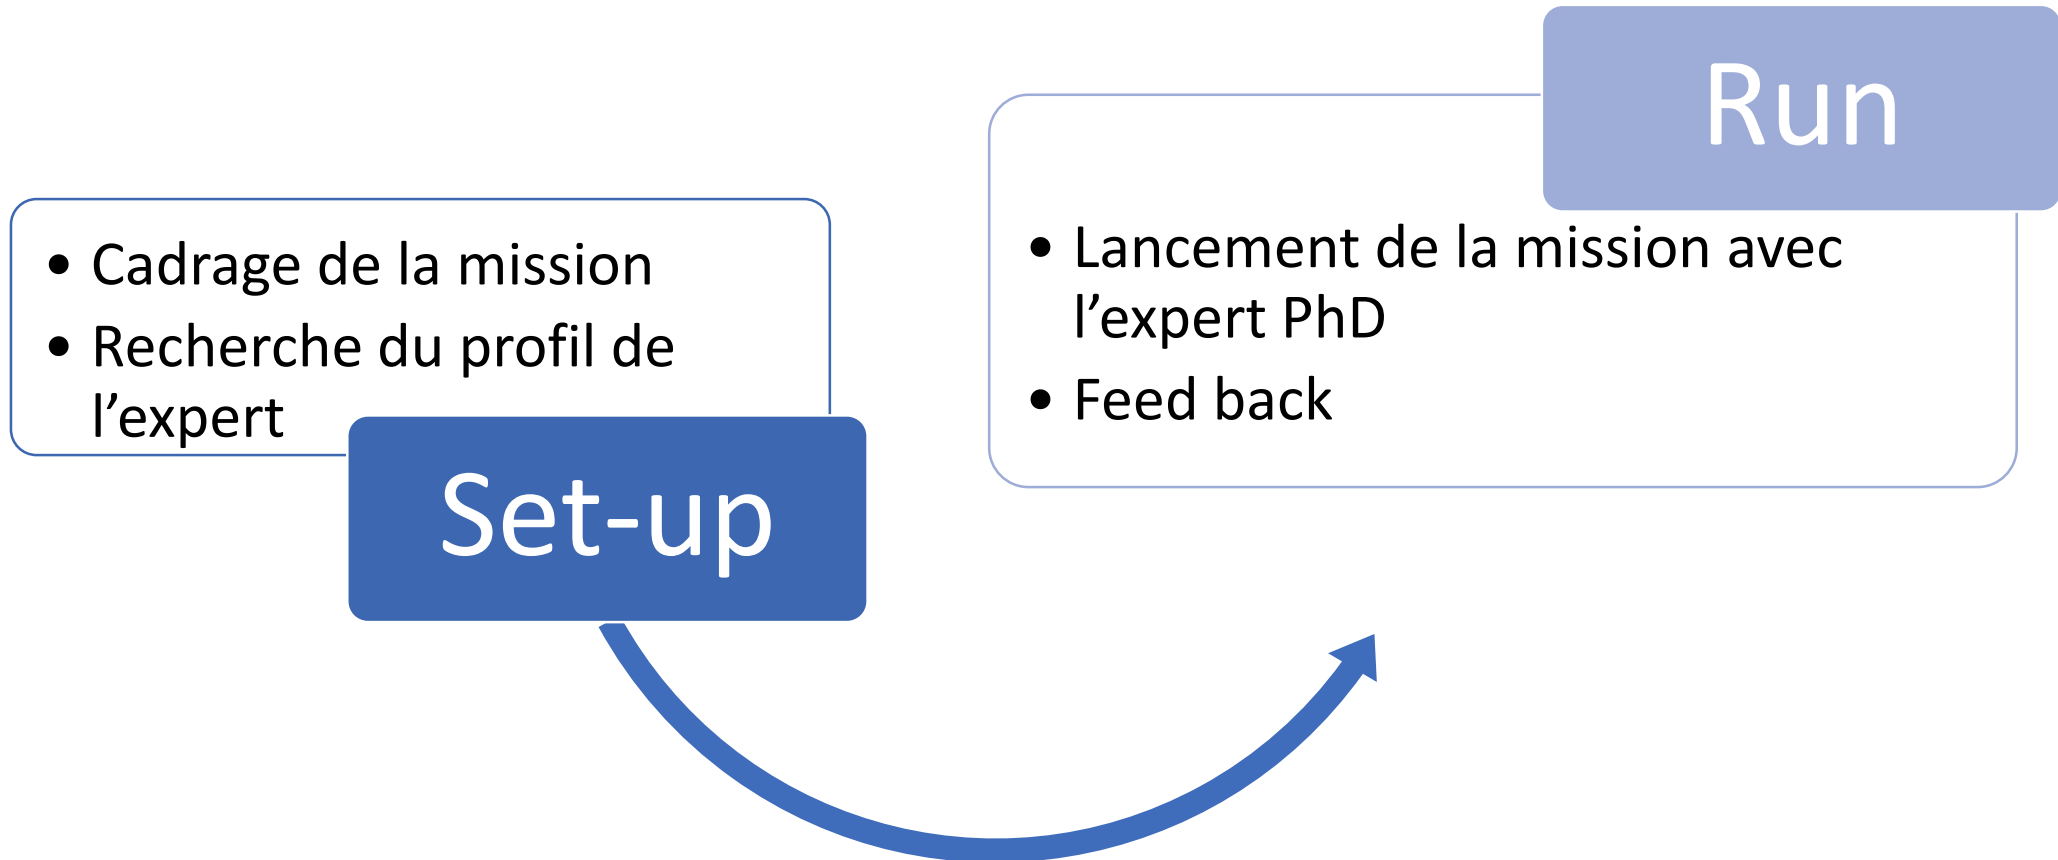 • Cadrage de la mission
• Recherche du profil de
l’expert
Set-up
Run
• Lancement de la mission avec
l’expert PhD
• Feed back